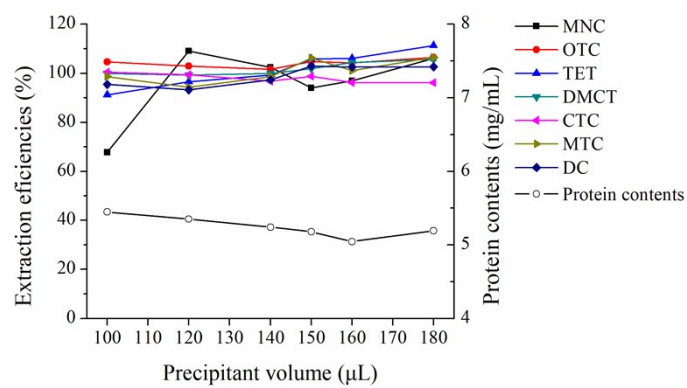 120
100
80
60
40
20
0
Extraction eficiencies (%)
100 120 130 140 150 160 170 180
Precipitant volume (μL)
8
7
6
5
4
Protein contents (mg/mL)
MNC
OTC
TET
DMCT
CTC
MTC
DC
Protein contents